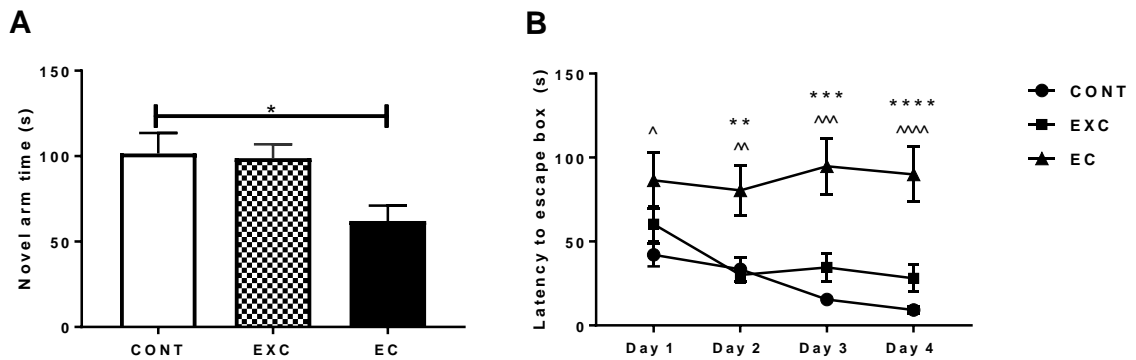 A
Novel arm time (s)
150
100
50
0
*
CONT EXC EC
B
Latency to escape box (s)
150
100
50
0
^
**
^^
***
^^^
****
^^^^
Day 1 Day 2 Day 3 Day 4
CONT
EXC
EC